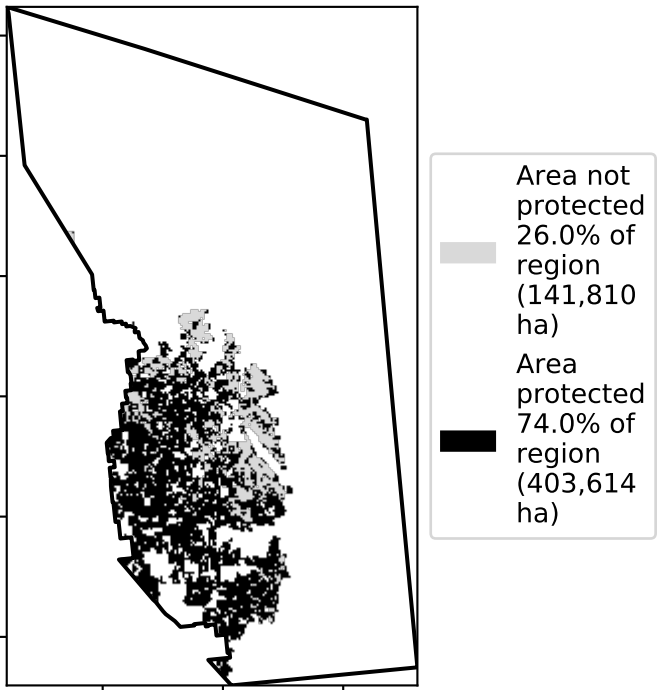 Area not
protected
26.0% of
region
(141,810
ha)
Area
protected
74.0% of
region
(403,614
ha)